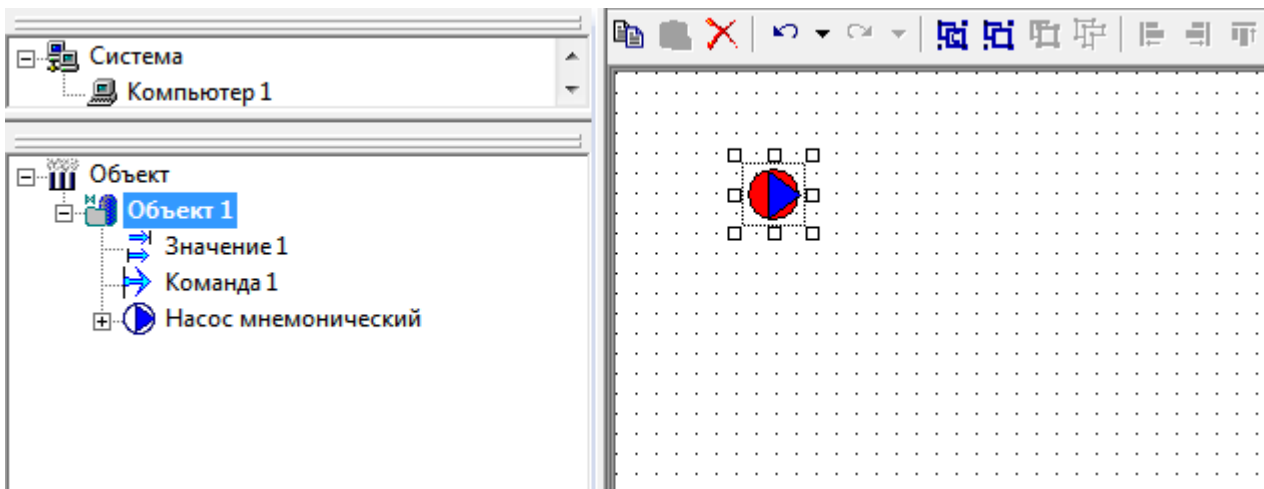 Система
Компьютер 1
Объект
Объект 1
Значение 1
Команда 1
Насос мнемонический